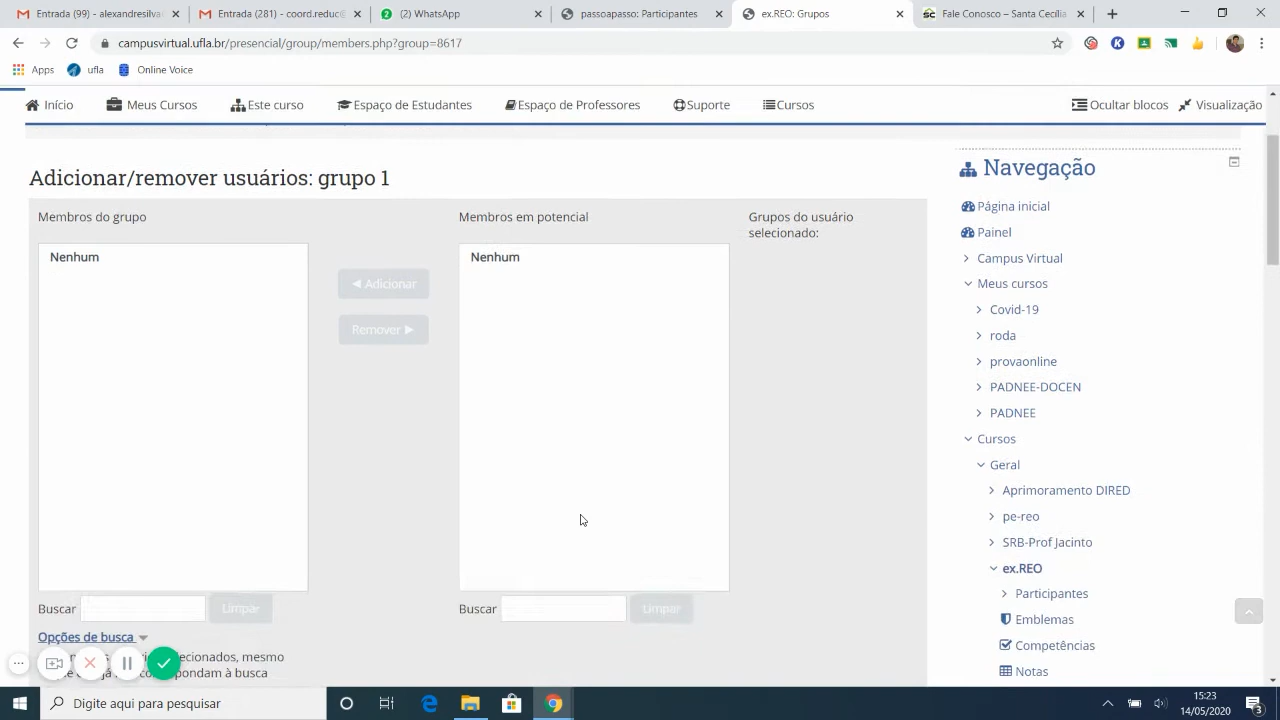 Entrada (31) - alexandresilvan
Entrada (281) - coord.reduc@
(2) WhatsApp
passoapasso: Participantes
ex.REO: Grupos
Fale Conosco – Santa Cecília
campusvirtual.ufla.br/presencial/group/members.php?group=8617
Apps
ufla
Online Voice
Início
Meus Cursos
Este curso
Espaço de Estudantes
Espaço de Professores
Suporte
Cursos
Ocultar blocos
Visualização
Adicionar/remover usuários: grupo 1
Membros do grupo
Nenhum
◄ Adicionar
Remover ►
Membros em potencial
Nenhum
Grupos do usuário
selecionado:
Buscar
Limpar
Buscar
Limpar
Opções de busca
ecionados, mesmo
pondam à busca
Navegação
Página inicial
Painel
Campus Virtual
Meus cursos
Covid-19
roda
provaonline
PADNEE-DOCEN
PADNEE
Cursos
Geral
Aprimoramento DIRED
pe-reo
SRB-Prof Jacinto
ex.REO
Participantes
Emblemas
Competências
Notas
Digite aqui para pesquisar
15:23
14/05/2020
3